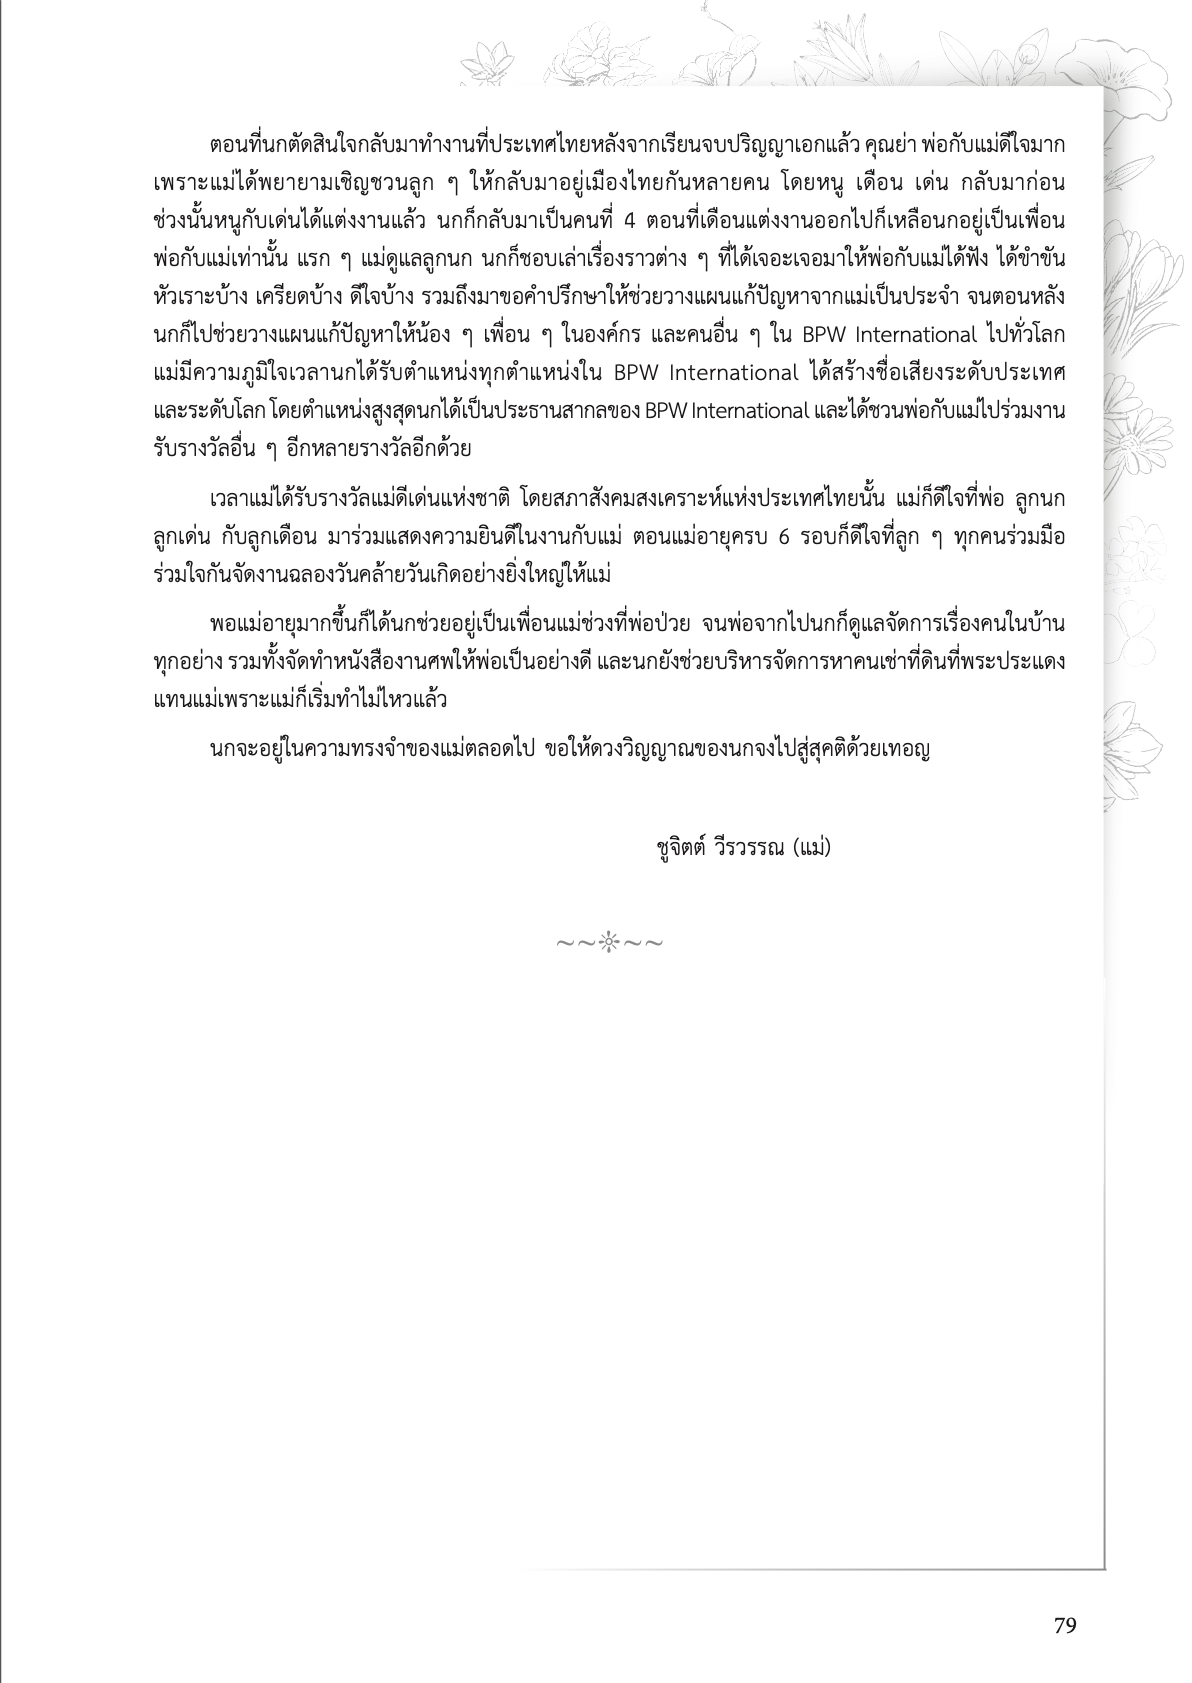 ตอนที่นกตัดสินใจกลับมาทำงานที่ประเทศไทยหลังจากเรียนจบปริญญาเอกแล้ว คุณย่า พ่อกับแม่ดีใจมาก
เพราะแม่ได้พยายามเชิญชวนลูก ๆ ให้กลับมาอยู่เมืองไทยกันหลายคน โดยหนู เดือน เด่น กลับมาก่อน
ช่วงนั้นหนูกับเด่นได้แต่งงานแล้ว นกก็กลับมาเป็นคนที่ 4 ตอนที่เดือนแต่งงานออกไปก็เหลือนกอยู่เป็นเพื่อน
พ่อกับแม่เท่านั้น แรก ๆ แม่ดูแลลูกนก นกก็ชอบเล่าเรื่องราวต่าง ๆ ที่ได้เจอะเจอมาให้พ่อกับแม่ได้ฟัง ได้ขำขัน
หัวเราะบ้าง เครียดบ้าง ดีใจบ้าง รวมถึงมาขอคำปรึกษาให้ช่วยวางแผนแก้ปัญหาจากแม่เป็นประจำ จนตอนหลัง
นกก็ไปช่วยวางแผนแก้ปัญหาให้น้อง ๆ เพื่อน ๆ ในองค์กร และคนอื่น ๆ ใน BPW International ไปทั่วโลก
แม่มีความภูมิใจเวลานกได้รับตำแหน่งทุกตำแหน่งใน BPW International ได้สร้างชื่อเสียงระดับประเทศ
และระดับโลก โดยตำแหน่งสูงสุดนกได้เป็นประธานสากลของ BPW International และได้ชวนพ่อกับแม่ไปร่วมงาน
รับรางวัลอื่น ๆ อีกหลายรางวัลอีกด้วย
เวลาแม่ได้รับรางวัลแม่ดีเด่นแห่งชาติ โดยสภาสังคมสงเคราะห์แห่งประเทศไทยนั้น แม่ก็ดีใจที่พ่อ ลูกนก
ลูกเด่น กับลูกเดือน มาร่วมแสดงความยินดีในงานกับแม่ ตอนแม่อายุครบ 6 รอบก็ดีใจที่ลูก ๆ ทุกคนร่วมมือ
ร่วมใจกันจัดงานฉลองวันคล้ายวันเกิดอย่างยิ่งใหญ่ให้แม่
พอแม่อายุมากขึ้นก็ได้นกช่วยอยู่เป็นเพื่อนแม่ช่วงที่พ่อป่วย จนพ่อจากไปนกก็ดูแลจัดการเรื่องคนในบ้าน
ทุกอย่าง รวมทั้งจัดทำหนังสืองานศพให้พ่อเป็นอย่างดี และนกยังช่วยบริหารจัดการหาคนเช่าที่ดินที่พระประแดง
แทนแม่เพราะแม่ก็เริ่มทำไม่ไหวแล้ว
นกจะอยู่ในความทรงจำของแม่ตลอดไป ขอให้ดวงวิญญาณของนกจงไปสู่สุคติด้วยเทอญ
ชูจิตต์ วีรวรรณ (แม่)
79